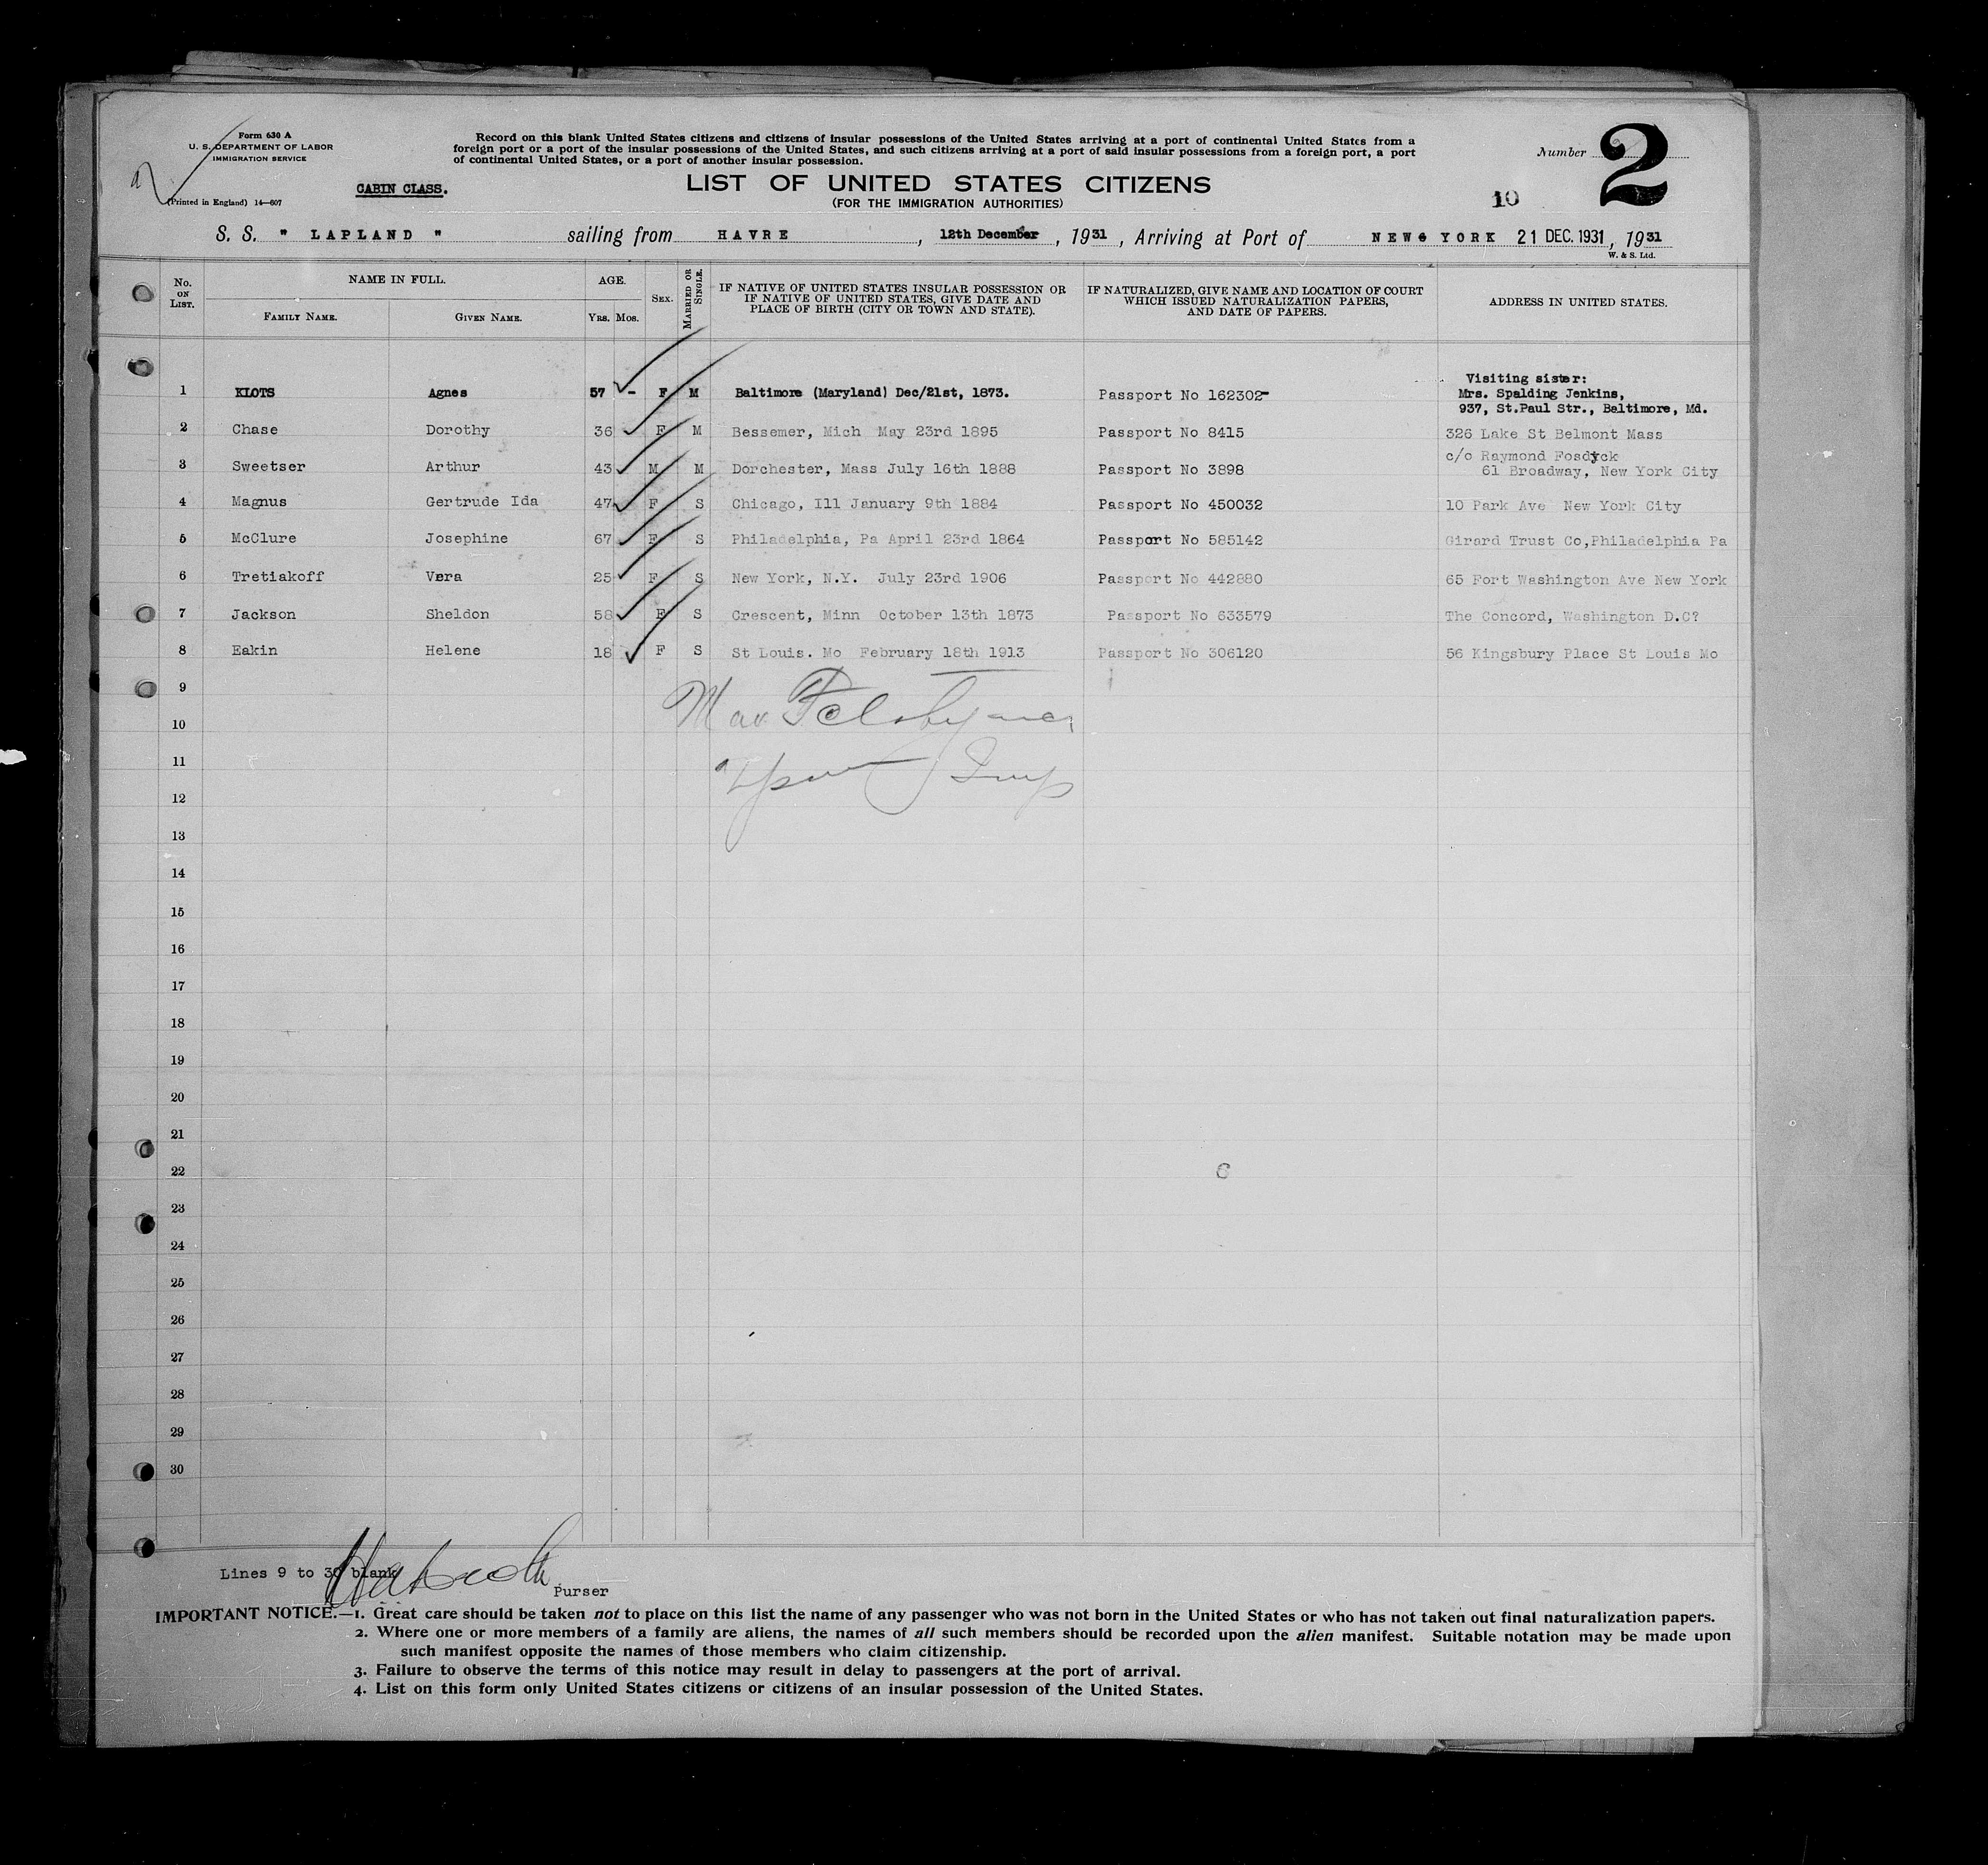 Form 630 A
U. S. DEPARTMENT OF LABOR
IMMIGRATION SERVICE
(Printed in England) 14—607
CABIN CLASS.
Record on this blank United States citizens and citizens of insular possessions of the United States arriving at a port of continental United States from a
foreign port or a port of the insular possessions of the United States, and such citizens arriving at a port of said insular possessions from a foreign port, a port
of continental United States, or a port of another insular possession.
Number 2
LIST OF UNITED STATES CITIZENS
(FOR THE IMMIGRATION AUTHORITIES)
10
S. S. " LAPLAND " sailing from HAVRE, 12th December, 1931, Arriving at Port of NEW YORK 21 DEC. 1931, 1931
W. & S. Ltd.
No. ON LIST.
NAME IN FULL.
FAMILY NAME.
GIVEN NAME.
AGE.
YRS. MOS.
SEX.
MARRIED OR SINGLE.
IF NATIVE OF UNITED STATES INSULAR POSSESSION OR
IF NATIVE OF UNITED STATES, GIVE DATE AND
PLACE OF BIRTH (CITY OR TOWN AND STATE).
IF NATURALIZED, GIVE NAME AND LOCATION OF COURT
WHICH ISSUED NATURALIZATION PAPERS,
AND DATE OF PAPERS.
ADDRESS IN UNITED STATES.
1 KLOTS Agnes 57 - F M Baltimore (Maryland) Dec/21st, 1873. Passport No 162302- Visiting sister:
Mrs. Spalding Jenkins,
937, St.Paul Str., Baltimore, Md.
2 Chase Dorothy 36 F M Bessemer, Mich May 23rd 1895 Passport No 8415 326 Lake St Belmont Mass
3 Sweetser Arthur 43 M M Dorchester, Mass July 16th 1888 Passport No 3898 c/o Raymond Fosdyck
61 Broadway, New York City
4 Magnus Gertrude Ida 47 F S Chicago, Ill January 9th 1884 Passport No 450032 10 Park Ave New York City
5 McClure Josephine 67 F S Philadelphia, Pa April 23rd 1864 Passport No 585142 Girard Trust Co,Philadelphia Pa
6 Tretiakoff Vera 25 F S New York, N.Y. July 23rd 1906 Passport No 442880 65 Fort Washington Ave New York
7 Jackson Sheldon 58 F S Crescent, Minn October 13th 1873 Passport No 633579 The Concord, Washington D.C?
8 Eakin Helene 18 F S St Louis. Mo February 18th 1913 Passport No 306120 56 Kingsbury Place St Louis Mo
9
10
11
12
13
14
15
16
17
18
19
20
21
22
23
24
25
26
27
28
29
30
Lines 9 to 30 blank
Purser
IMPORTANT NOTICE.—1. Great care should be taken not to place on this list the name of any passenger who was not born in the United States or who has not taken out final naturalization papers.
2. Where one or more members of a family are aliens, the names of all such members should be recorded upon the alien manifest. Suitable notation may be made upon
such manifest opposite the names of those members who claim citizenship.
3. Failure to observe the terms of this notice may result in delay to passengers at the port of arrival.
4. List on this form only United States citizens or citizens of an insular possession of the United States.